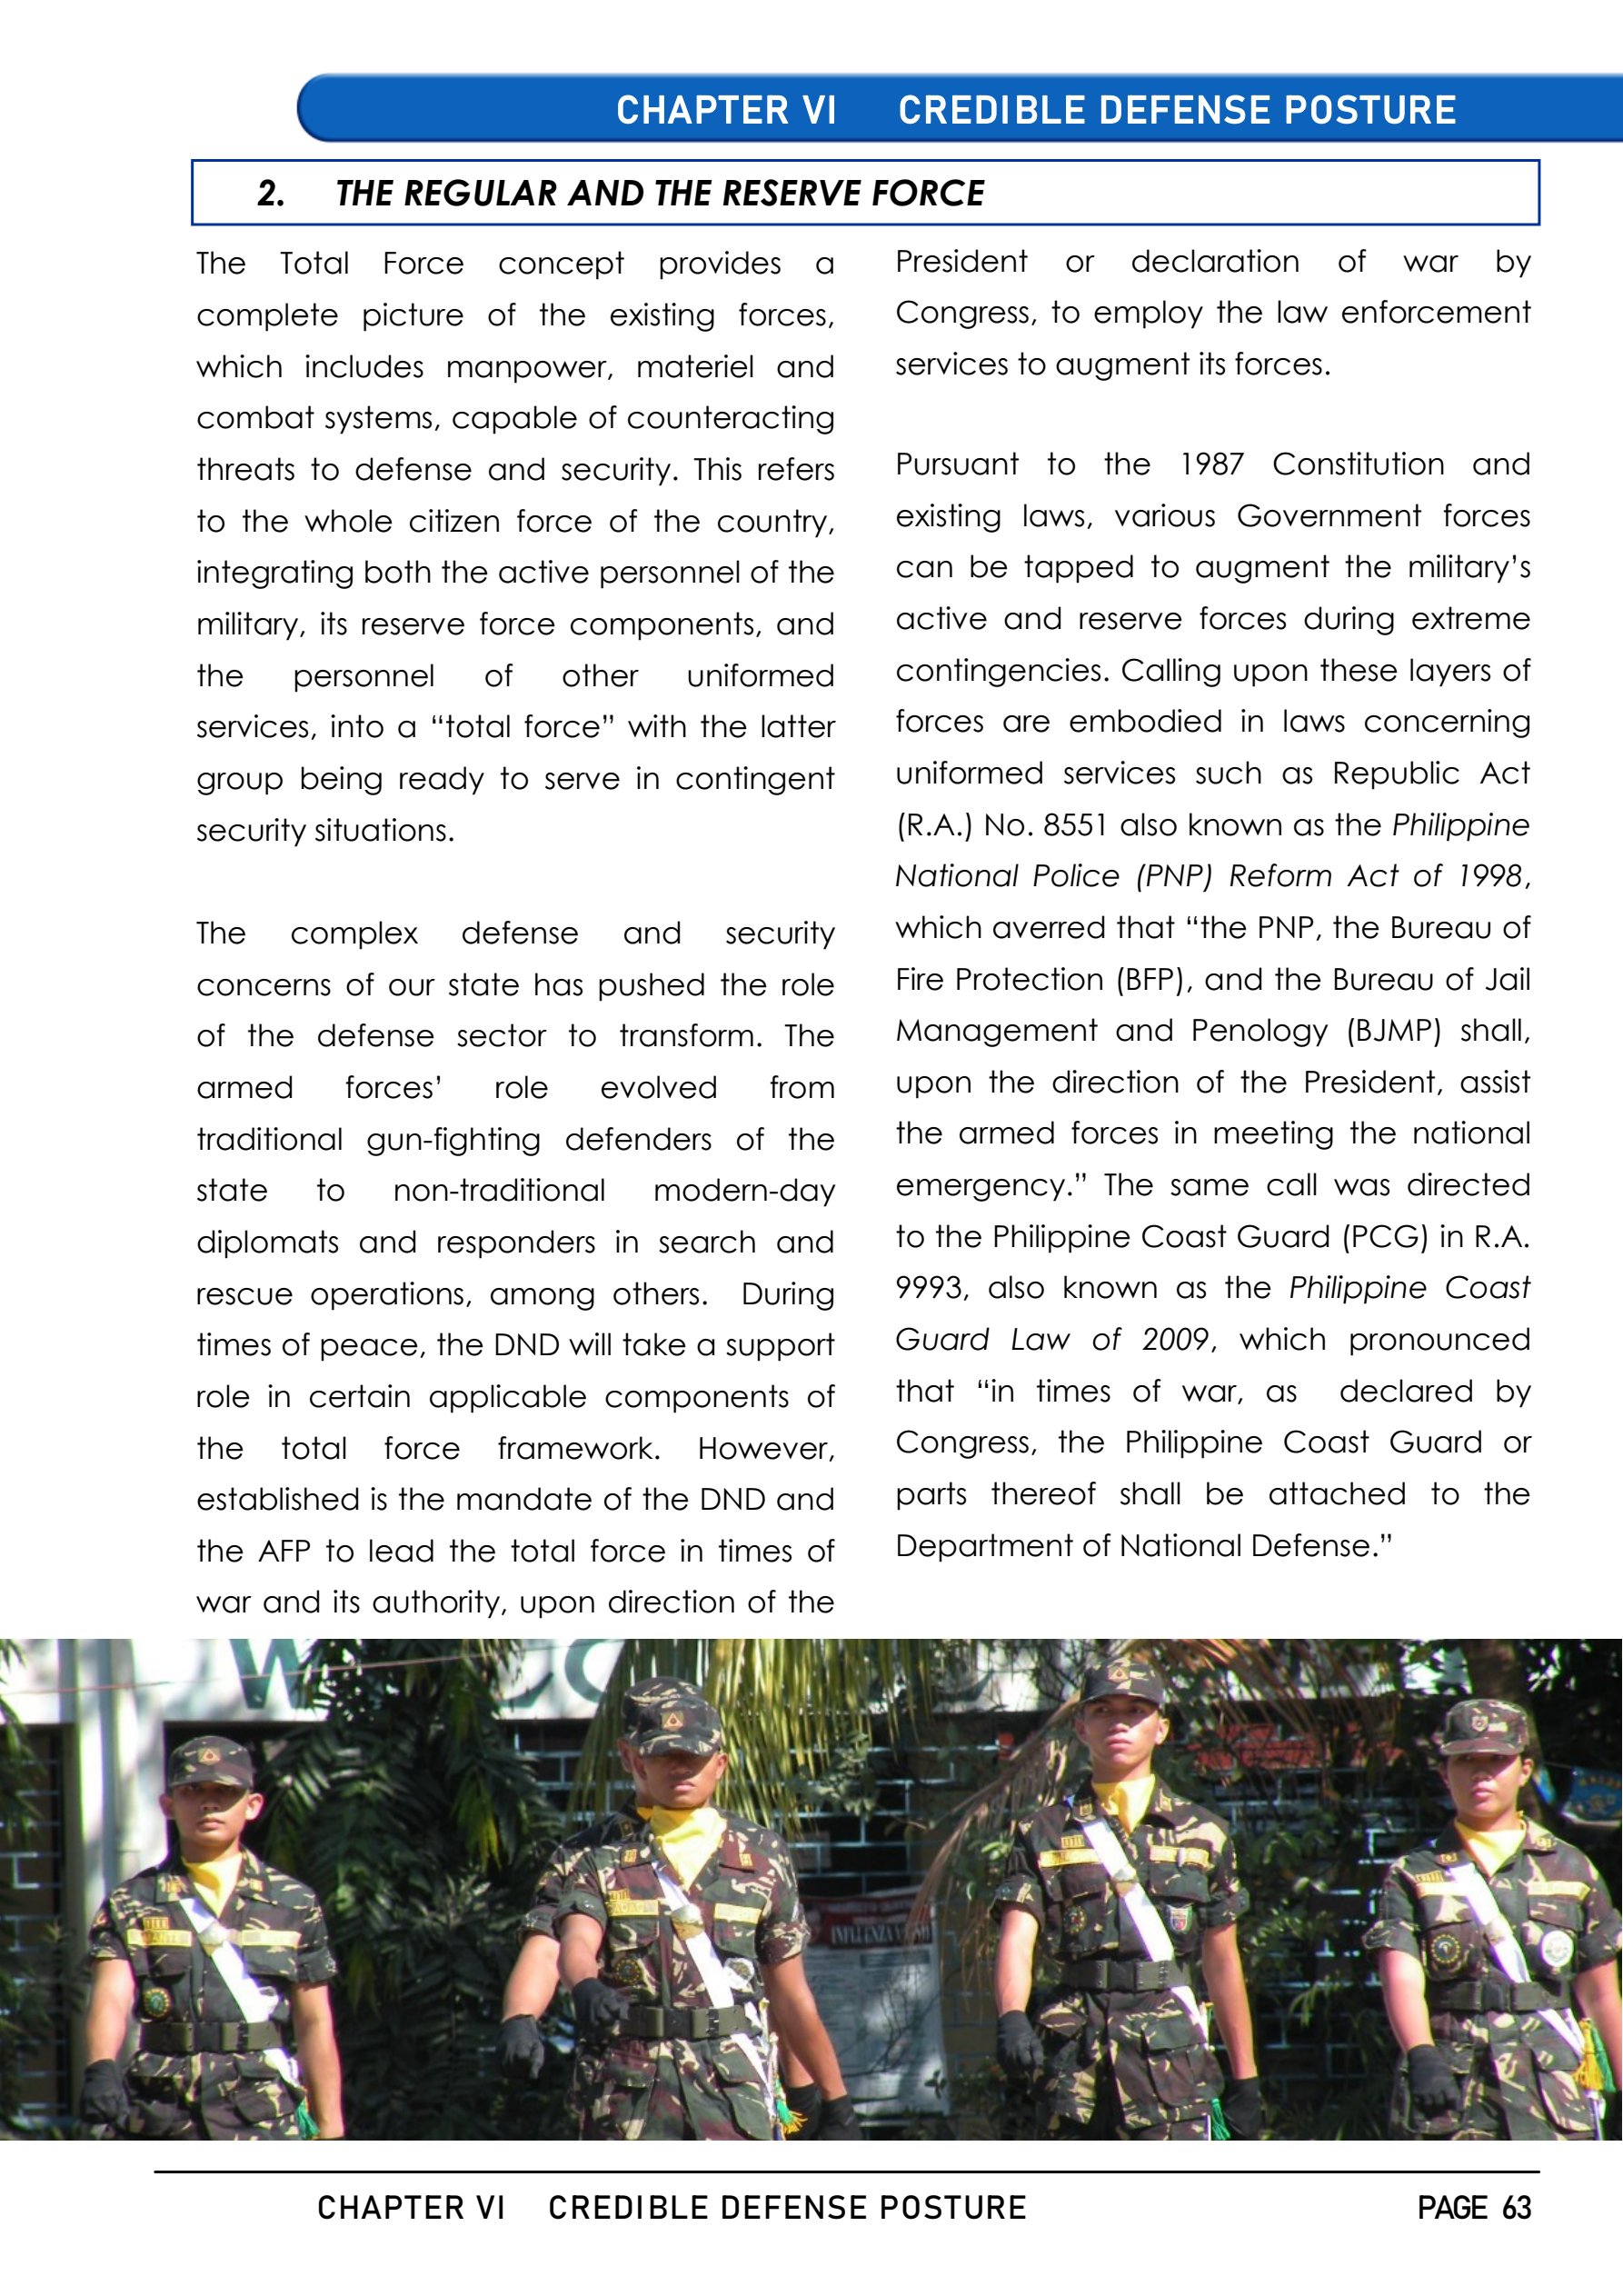 CHAPTER VI CREDIBLE DEFENSE POSTURE
2. THE REGULAR AND THE RESERVE FORCE
The Total Force concept provides a
complete picture of the existing forces,
which includes manpower, materiel and
combat systems, capable of counteracting
threats to defense and security. This refers
to the whole citizen force of the country,
integrating both the active personnel of the
military, its reserve force components, and
the personnel of other uniformed
services, into a “total force” with the latter
group being ready to serve in contingent
security situations.
The complex defense and security
concerns of our state has pushed the role
of the defense sector to transform. The
armed forces’ role evolved from
traditional gun-fighting defenders of the
state to non-traditional modern-day
diplomats and responders in search and
rescue operations, among others. During
times of peace, the DND will take a support
role in certain applicable components of
the total force framework. However,
established is the mandate of the DND and
the AFP to lead the total force in times of
war and its authority, upon direction of the
President or declaration of war by
Congress, to employ the law enforcement
services to augment its forces.
Pursuant to the 1987 Constitution and
existing laws, various Government forces
can be tapped to augment the military’s
active and reserve forces during extreme
contingencies. Calling upon these layers of
forces are embodied in laws concerning
uniformed services such as Republic Act
(R.A.) No. 8551 also known as the Philippine
National Police (PNP) Reform Act of 1998,
which averred that “the PNP, the Bureau of
Fire Protection (BFP), and the Bureau of Jail
Management and Penology (BJMP) shall,
upon the direction of the President, assist
the armed forces in meeting the national
emergency.” The same call was directed
to the Philippine Coast Guard (PCG) in R.A.
9993, also known as the Philippine Coast
Guard Law of 2009, which pronounced
that “in times of war, as declared by
Congress, the Philippine Coast Guard or
parts thereof shall be attached to the
Department of National Defense.”
CHAPTER VI CREDIBLE DEFENSE POSTURE PAGE 63